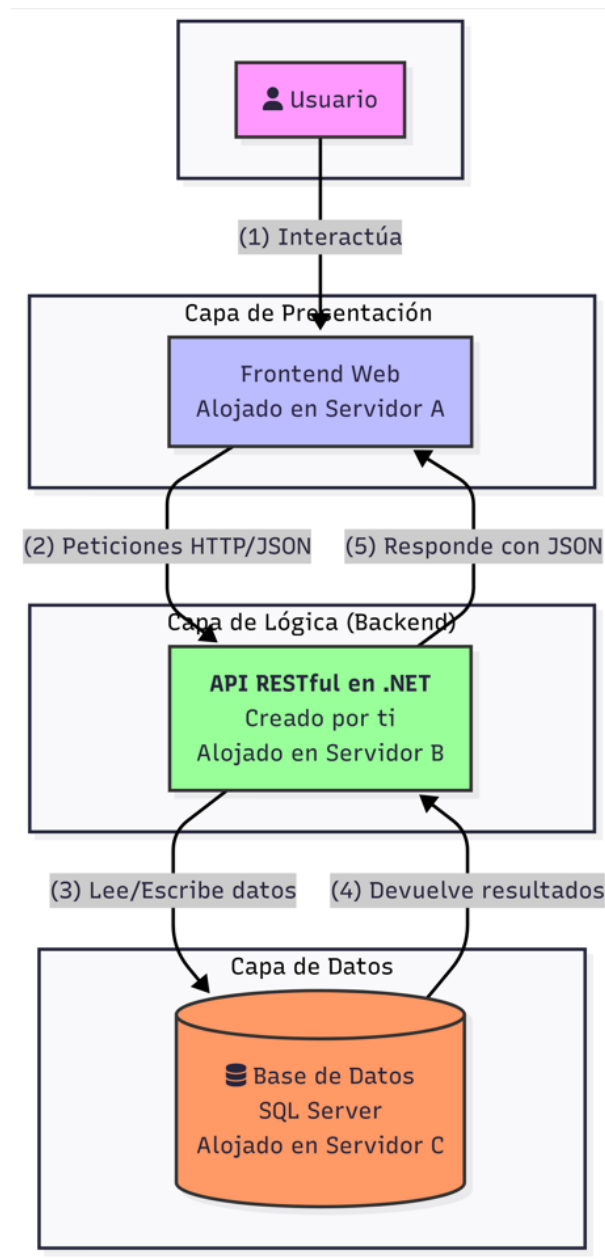 Usuario
(1) Interactúa
Capa de Presentación
Frontend Web
Alojado en Servidor A
(2) Peticiones HTTP/JSON
(5) Responde con JSON
Capa de Lógica (Backend)
API RESTful en .NET
Creado por ti
Alojado en Servidor B
(3) Lee/Escribe datos
(4) Devuelve resultados
Capa de Datos
Base de Datos
SQL Server
Alojado en Servidor C